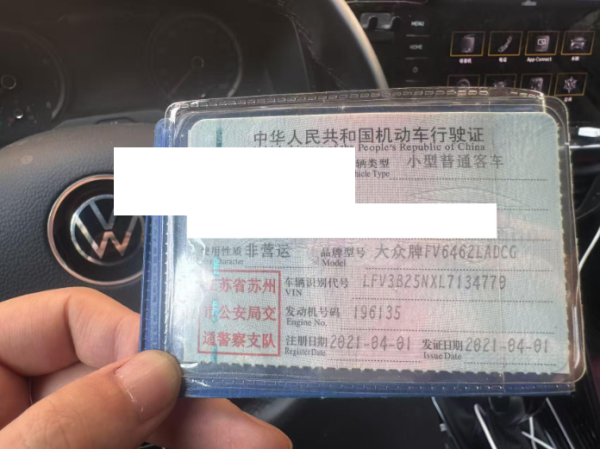 MENU
HOME
App Connect
中华人民共和国机动车行驶证
People's Republic of China
车辆类型 小型普通客车
Vehicle Type
使用性质 非营运 品牌型号 大众牌FV6462LADCG
Character Model
江苏省苏州 车辆识别代号 LFV3B25NXL7134770
VIN
市公安局交 发动机号码 196135
Engine No.
通警察支队 注册日期 2021-04-01 发证日期 2021-04-01
Register Date Issue Date